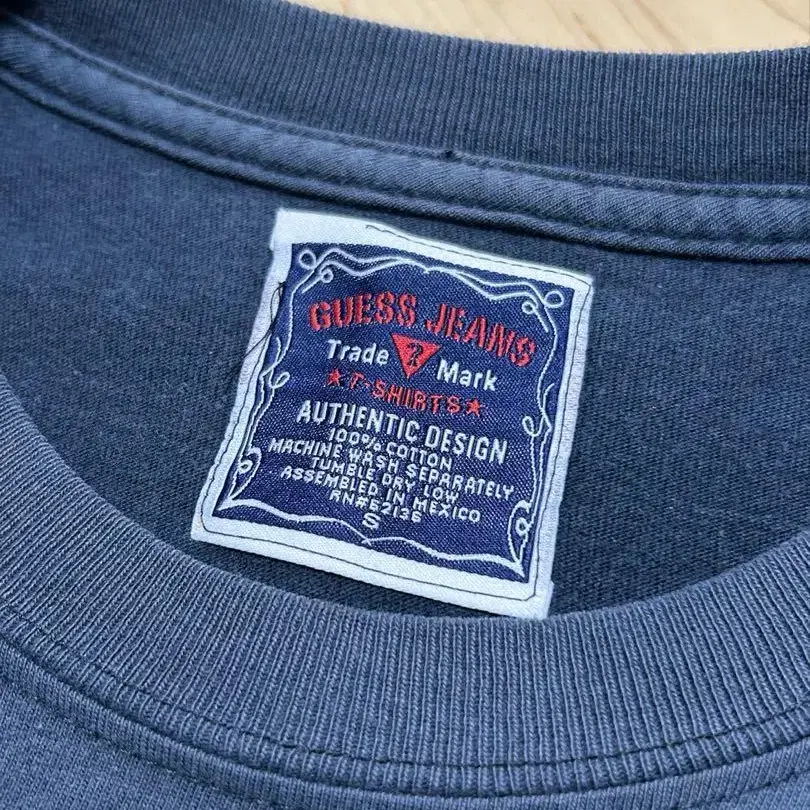 GUESS JEANS
Trade ? Mark
★T-SHIRTS★
AUTHENTIC DESIGN
100% COTTON
MACHINE WASH SEPARATELY
TUMBLE DRY LOW
ASSEMBLED IN MEXICO
RN#62136
S